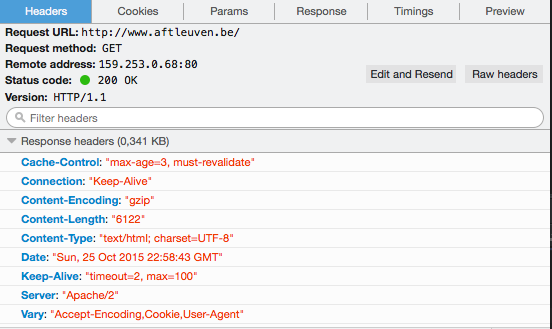 Headers Cookies Params Response Timings Preview
Request URL: http://www.aftleuven.be/
Request method: GET
Remote address: 159.253.0.68:80
Status code: 200 OK
Edit and Resend Raw headers
Version: HTTP/1.1
Filter headers
Response headers (0,341 KB)
Cache-Control: "max-age=3, must-revalidate"
Connection: "Keep-Alive"
Content-Encoding: "gzip"
Content-Length: "6122"
Content-Type: "text/html; charset=UTF-8"
Date: "Sun, 25 Oct 2015 22:58:43 GMT"
Keep-Alive: "timeout=2, max=100"
Server: "Apache/2"
Vary: "Accept-Encoding,Cookie,User-Agent"